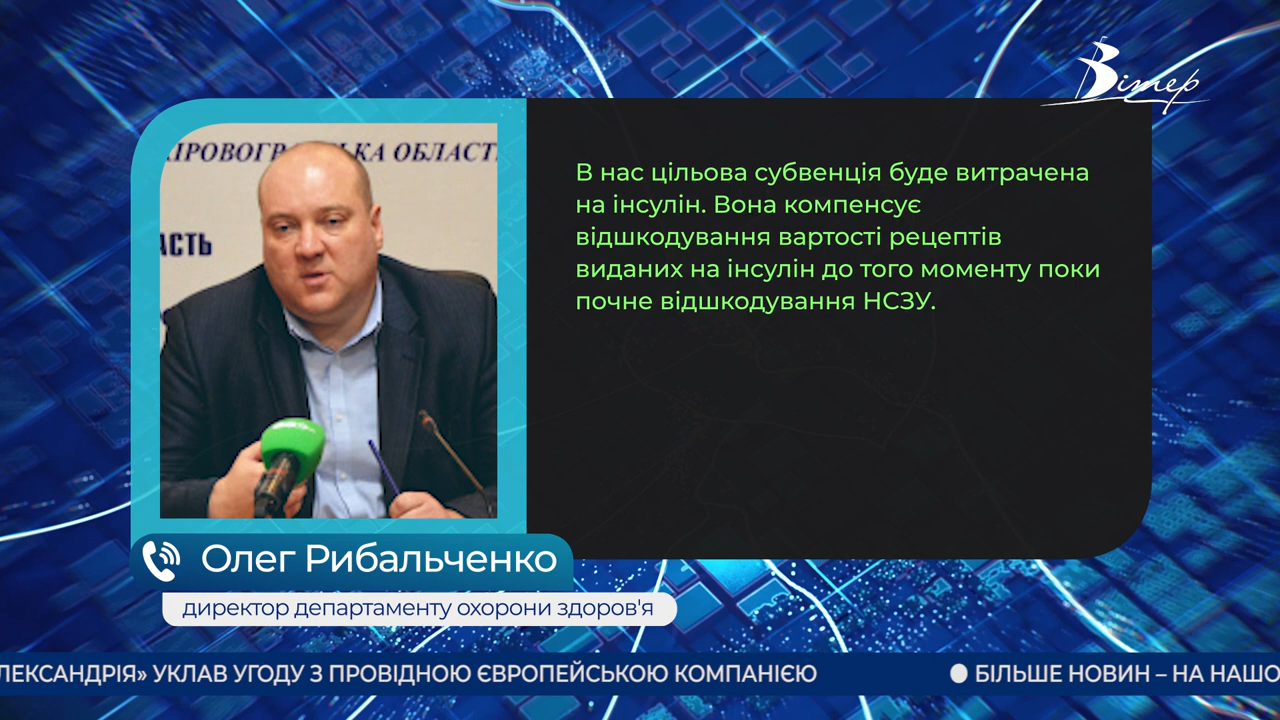 Вітер
КА ОБЛАСТ
АСТЬ
В нас цільова субвенція буде витрачена
на інсулін. Вона компенсує
відшкодування вартості рецептів
виданих на інсулін до того моменту поки
почне відшкодування НСЗУ.
Олег Рибальченко
директор департаменту охорони здоров'я
ЛЕКСАНДРІЯ» УКЛАВ УГОДУ З ПРОВІДНОЮ ЄВРОПЕЙСЬКОЮ КОМПАНІЄЮ
БІЛЬШЕ НОВИН – НА НАШО